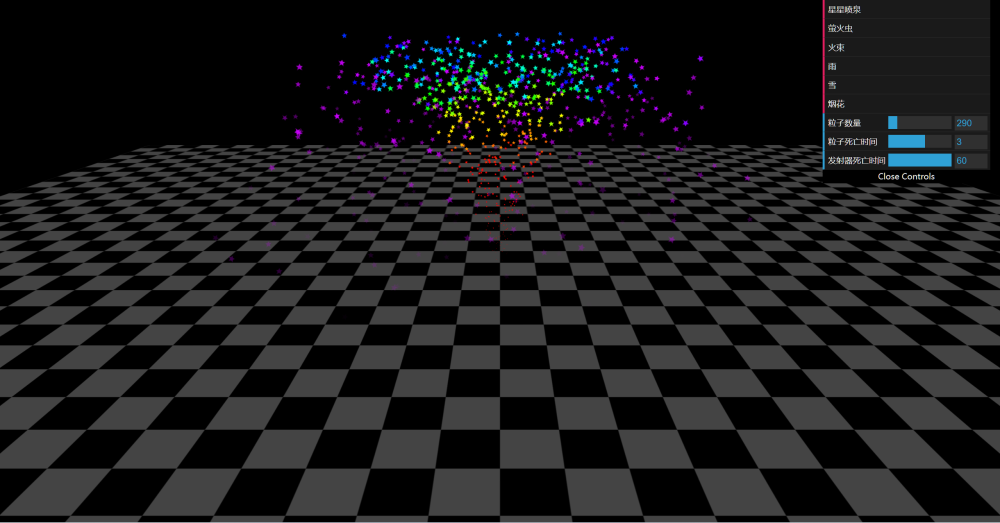 星星喷泉
萤火虫
火束
雨
雪
烟花
粒子数量 290
粒子死亡时间 3
发射器死亡时间 60
Close Controls